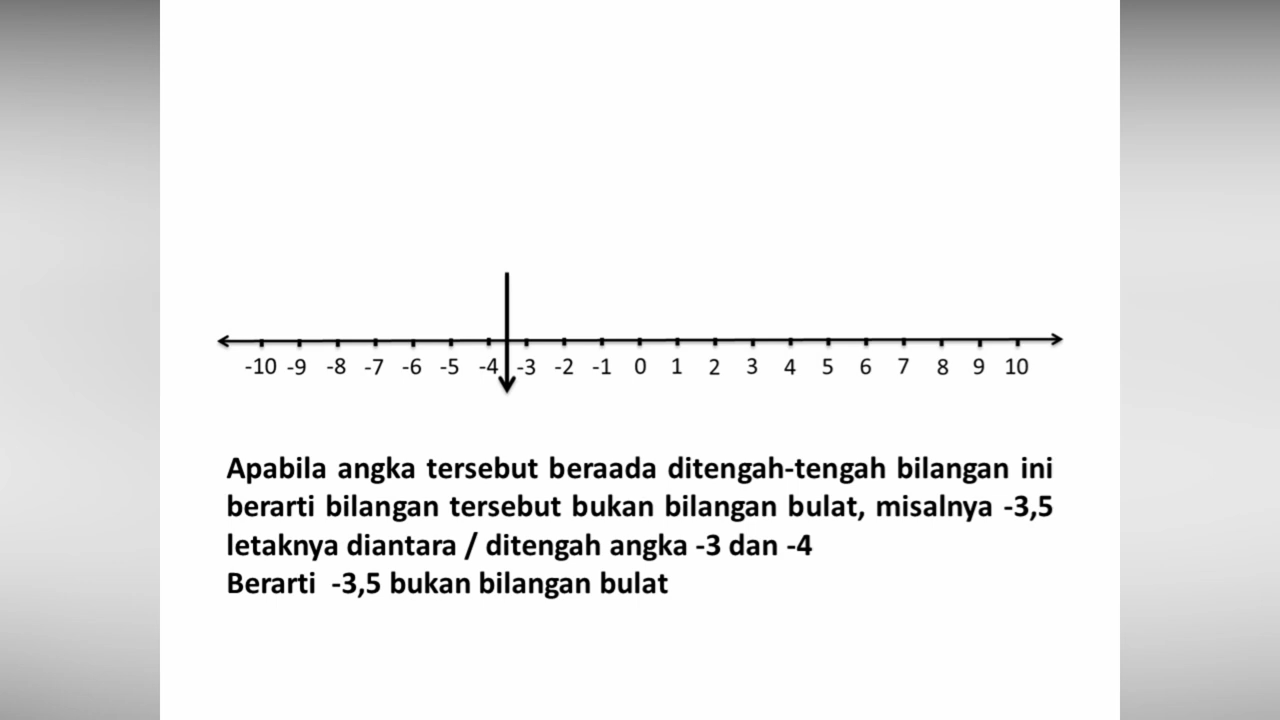 -10 -9 -8 -7 -6 -5 -4 -3 -2 -1 0 1 2 3 4 5 6 7 8 9 10
Apabila angka tersebut beraada ditengah-tengah bilangan ini
berarti bilangan tersebut bukan bilangan bulat, misalnya -3,5
letaknya diantara / ditengah angka -3 dan -4
Berarti -3,5 bukan bilangan bulat